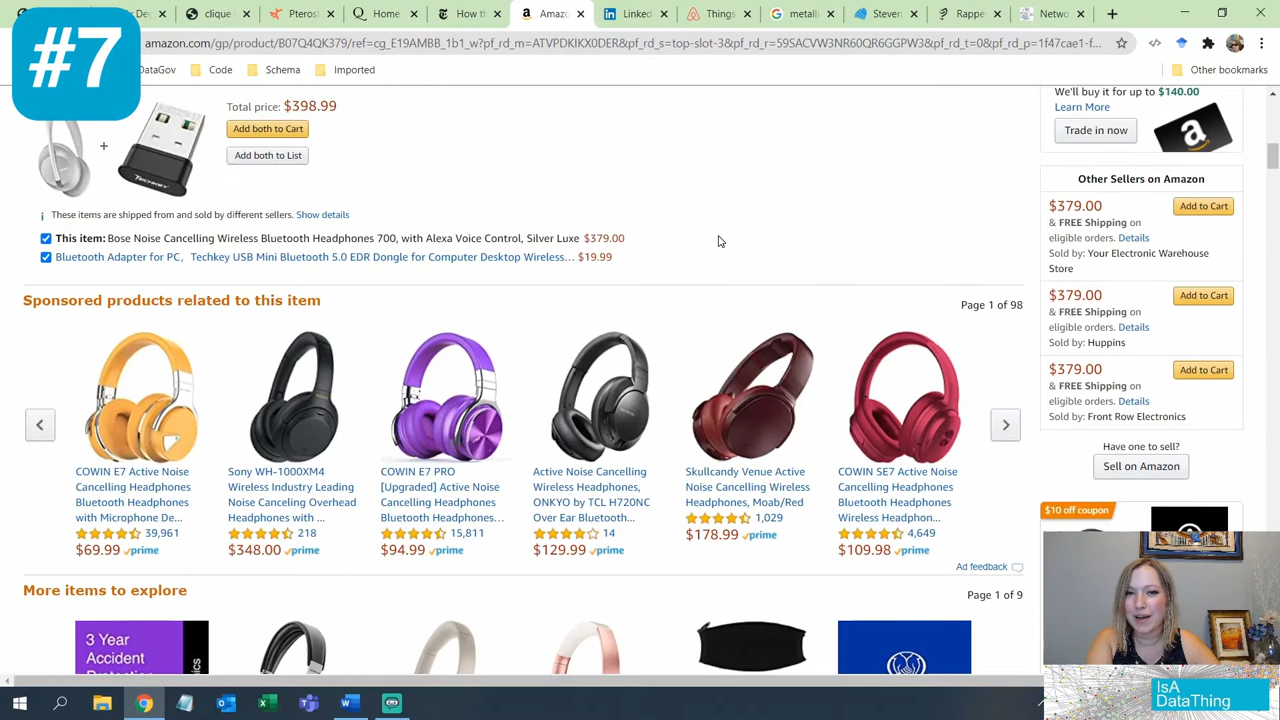 #7
clique
Pteros
Home
How th
Amazo
Linked
Things
metalli
Steven
Rappe
Netwo
amazon.com/gp/product/B07Q4QK379/ref=cg_E19AMBB_1b1_w?pf_rd_m=ATVPDKIKX0DER&pf_rd_s=top-slot-3&pf_rd_r=59SACVW3NR60QR6GGPW3&pf_rd_t=0&pf_rd_p=1f47cae1-f...
DataGov
Code
Schema
Imported
Other bookmarks
Total price: $398.99
Add both to Cart
Add both to List
TECHKEY
These items are shipped from and sold by different sellers. Show details
This item: Bose Noise Cancelling Wireless Bluetooth Headphones 700, with Alexa Voice Control, Silver Luxe $379.00
Bluetooth Adapter for PC, Techkey USB Mini Bluetooth 5.0 EDR Dongle for Computer Desktop Wireless... $19.99
Sponsored products related to this item
Page 1 of 98
COWIN E7 Active Noise
Cancelling Headphones
Bluetooth Headphones
with Microphone De...
39,961
$69.99 prime
Sony WH-1000XM4
Wireless Industry Leading
Noise Canceling Overhead
Headphones with ...
218
$348.00 prime
COWIN E7 PRO
[Upgraded] Active Noise
Cancelling Headphones
Bluetooth Headphones...
15,811
$94.99 prime
Active Noise Cancelling
Wireless Headphones,
ONKYO by TCL H720NC
Over Ear Bluetooth...
14
$129.99 prime
Skullcandy Venue Active
Noise Cancelling Wireless
Headphones, Moab/Red
1,029
$178.99 prime
COWIN SE7 Active Noise
Cancelling Headphones
Bluetooth Headphones
Wireless Headphon...
4,649
$109.98 prime
Ad feedback
More items to explore
Page 1 of 9
3 Year
Accident
Protection
We'll buy it for up to $140.00
Learn More
Trade in now
Other Sellers on Amazon
$379.00
Add to Cart
& FREE Shipping on
eligible orders. Details
Sold by: Your Electronic Warehouse
Store
$379.00
Add to Cart
& FREE Shipping on
eligible orders. Details
Sold by: Huppins
$379.00
Add to Cart
& FREE Shipping on
eligible orders. Details
Sold by: Front Row Electronics
Have one to sell?
Sell on Amazon
$10 off coupon
IsA
DataThing